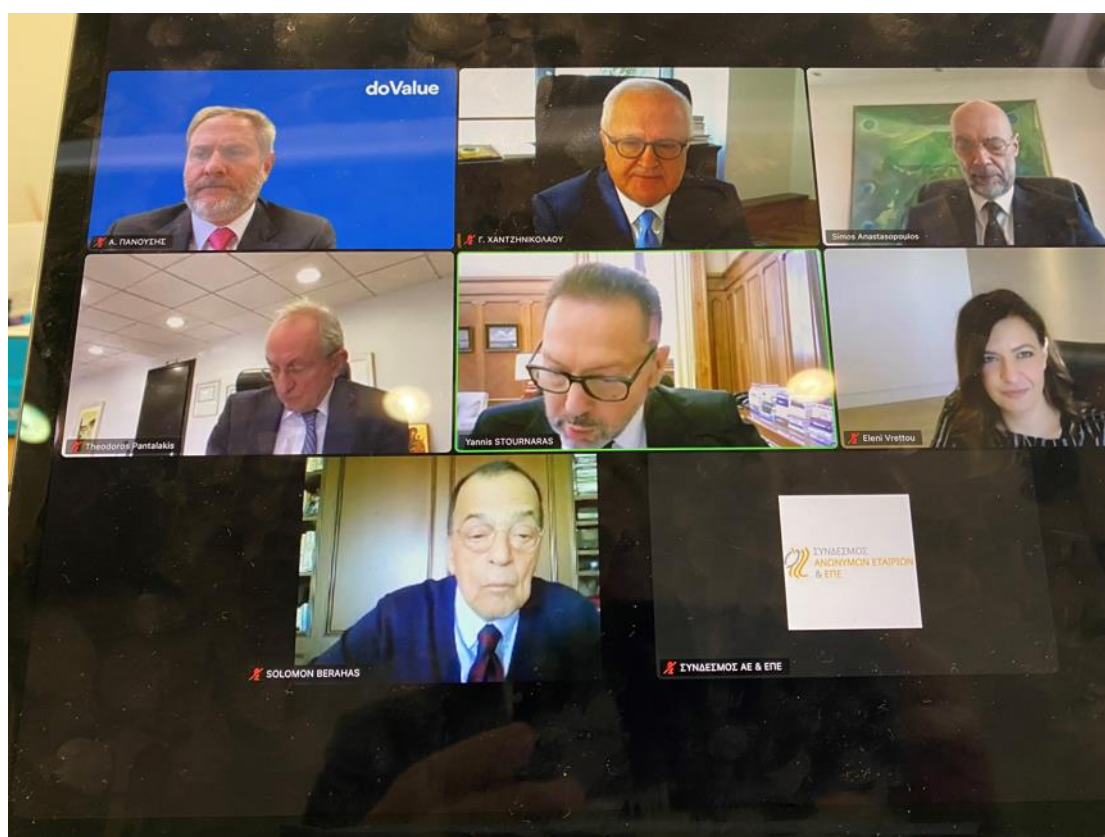 doValue
Α. ΠΑΝΟΥΣΗΣ
Γ. ΧΑΝΤΖΗΝΙΚΟΛΑΟΥ
Simos Anastasopoulos
Theodoros Pantalakis
Yannis STOURNARAS
Eleni Vrettou
SOLOMON BERAHAS
ΣΥΝΔΕΣΜΟΣ
ΑΝΩΝΥΜΩΝ ΕΤΑΙΡΙΩΝ
& ΕΠΕ
ΣΥΝΔΕΣΜΟΣ ΑΕ & ΕΠΕ